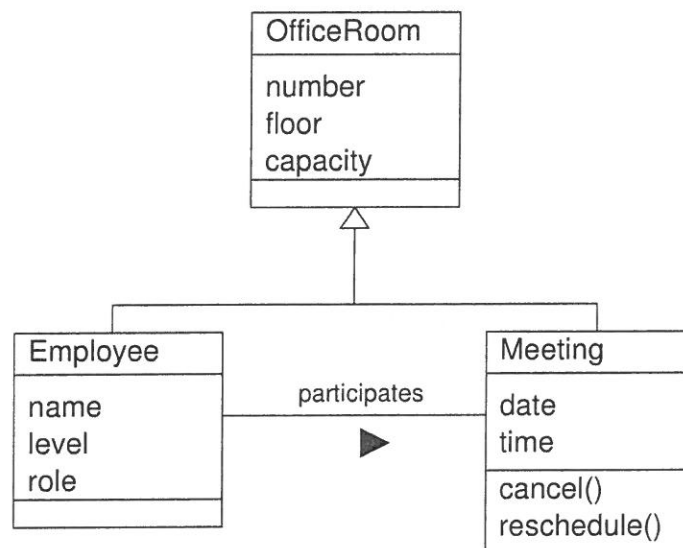 OfficeRoom
number
floor
capacity
Employee
name
level
role
participates
Meeting
date
time
cancel()
reschedule()